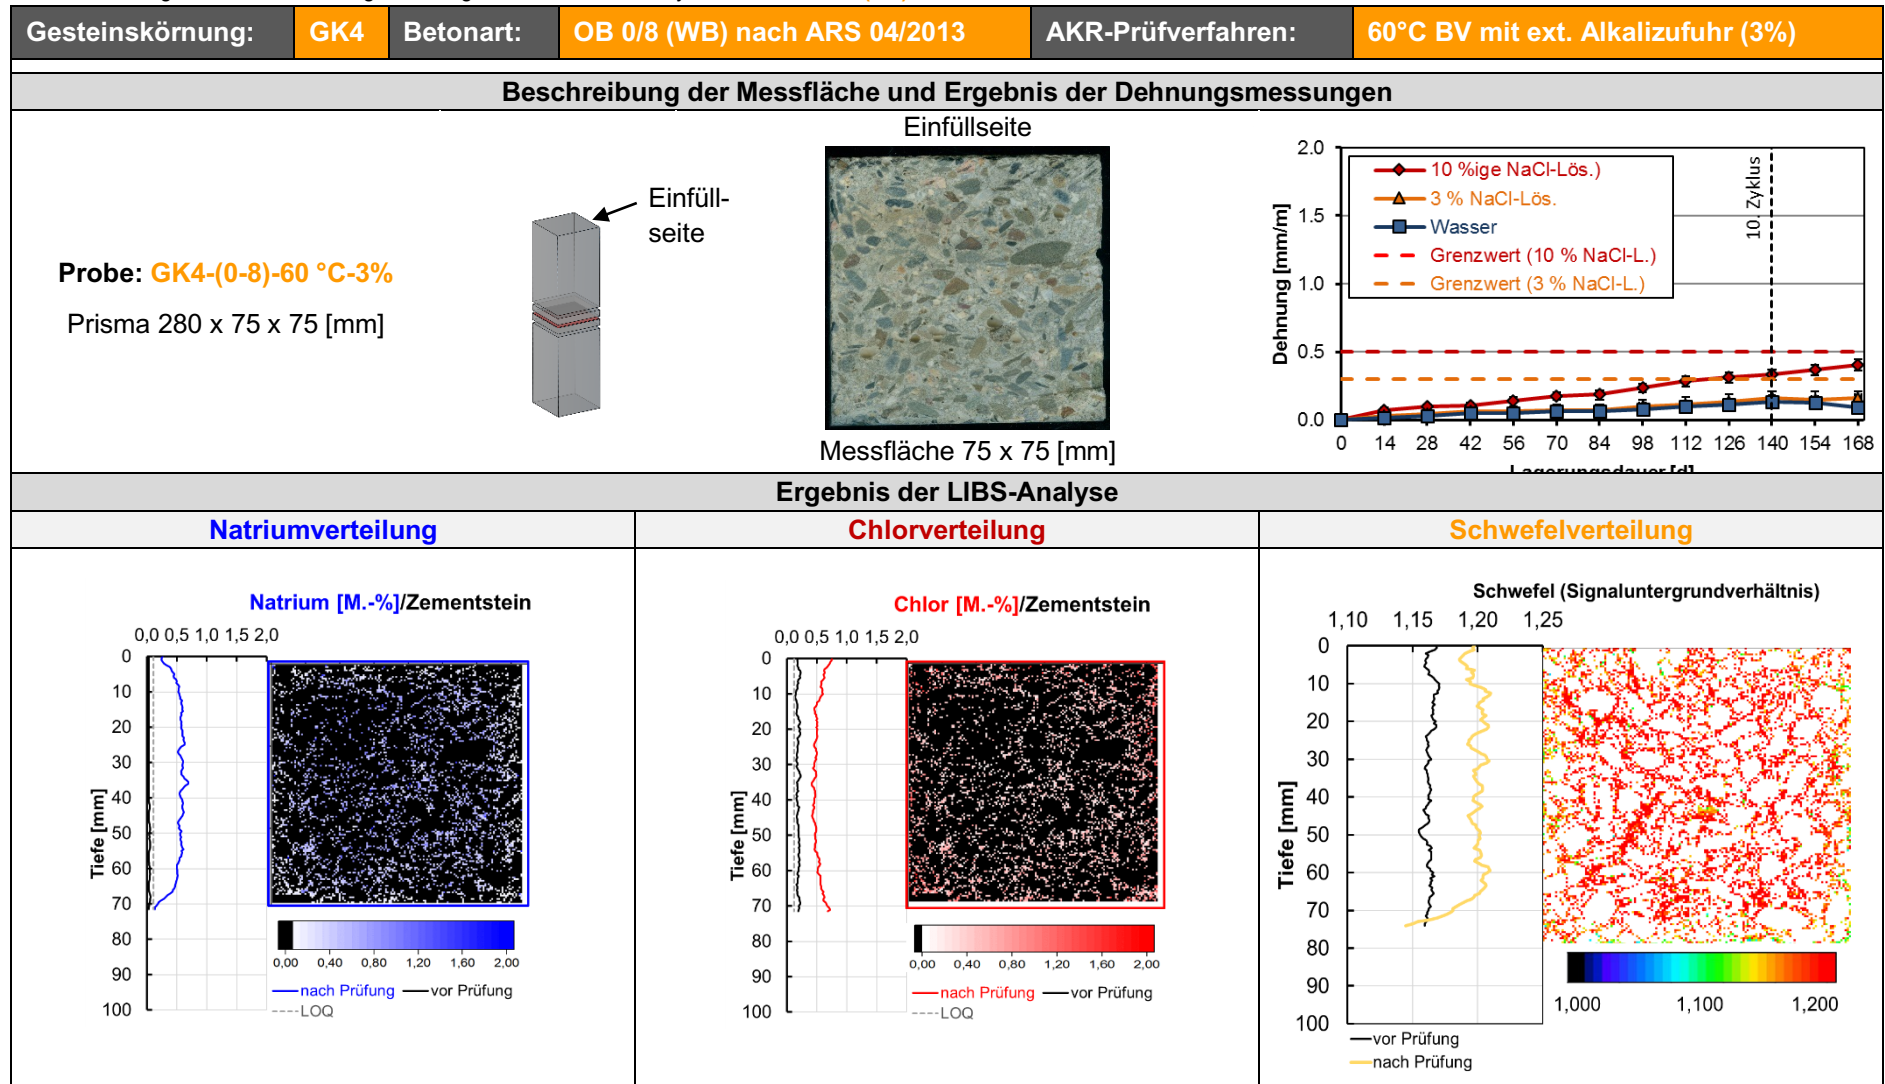 Gesteinskörnung: GK4 Betonart: OB 0/8 (WB) nach ARS 04/2013 AKR-Prüfverfahren: 60°C BV mit ext. Alkalizufuhr (3%)
Beschreibung der Messfläche und Ergebnis der Dehnungsmessungen
Probe: GK4-(0-8)-60 °C-3%
Prisma 280 x 75 x 75 [mm]
Einfüll-
seite
Einfüllseite
Messfläche 75 x 75 [mm]
Dehnung [mm/m]
2.0
1.5
1.0
0.5
0.0
10 %ige NaCl-Lös.)
3 % NaCl-Lös.
Wasser
Grenzwert (10 % NaCl-L.)
Grenzwert (3 % NaCl-L.)
10. Zyklus
0 14 28 42 56 70 84 98 112 126 140 154 168
Lagerungsdauer [d]
Ergebnis der LIBS-Analyse
Natriumverteilung
Natrium [M.-%]/Zementstein
0,0 0,5 1,0 1,5 2,0
Tiefe [mm]
0
10
20
30
40
50
60
70
80
90
100
0,00 0,40 0,80 1,20 1,60 2,00
nach Prüfung vor Prüfung
LOQ
Chlorverteilung
Chlor [M.-%]/Zementstein
0,0 0,5 1,0 1,5 2,0
Tiefe [mm]
0
10
20
30
40
50
60
70
80
90
100
0,00 0,40 0,80 1,20 1,60 2,00
nach Prüfung vor Prüfung
LOQ
Schwefelverteilung
Schwefel (Signaluntergrundverhältnis)
1,10 1,15 1,20 1,25
Tiefe [mm]
0
10
20
30
40
50
60
70
80
90
100
1,000 1,100 1,200
vor Prüfung
nach Prüfung